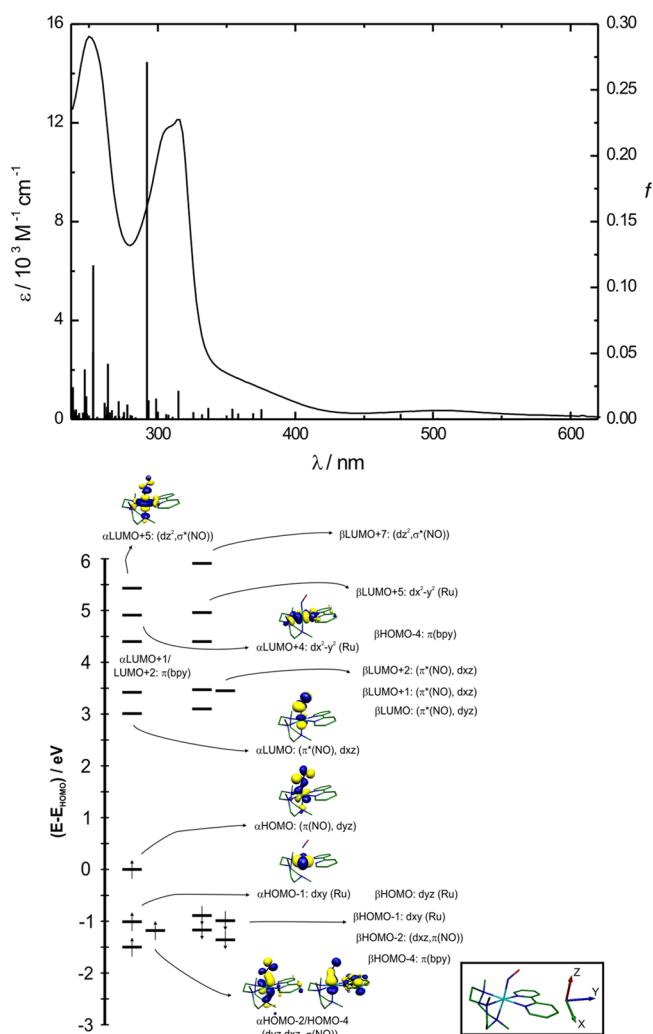 16
12
8
4
0
ε / 10³ M⁻¹ cm⁻¹
0.30
0.25
0.20
0.15
0.10
0.05
0.00
f
300
400
500
600
λ / nm
αLUMO+5: (dz²,σ*(NO))
βLUMO+7: (dz²,σ*(NO))
βLUMO+5: dx²-y² (Ru)
βHOMO-4: π(bpy)
αLUMO+4: dx²-y² (Ru)
αLUMO+1/
LUMO+2: π(bpy)
βLUMO+2: (π*(NO), dxz)
βLUMO+1: (π*(NO), dxz)
βLUMO: (π*(NO), dyz)
αLUMO: (π*(NO), dxz)
αHOMO: (π(NO), dyz)
αHOMO-1: dxy (Ru)
βHOMO: dyz (Ru)
βHOMO-1: dxy (Ru)
βHOMO-2: (dxz,π(NO))
βHOMO-4: π(bpy)
αHOMO-2/HOMO-4
(dyz,dxz, π(NO))
(E-E_HOMO) / eV
6
5
4
3
2
1
0
-1
-2
-3
Z
Y
X